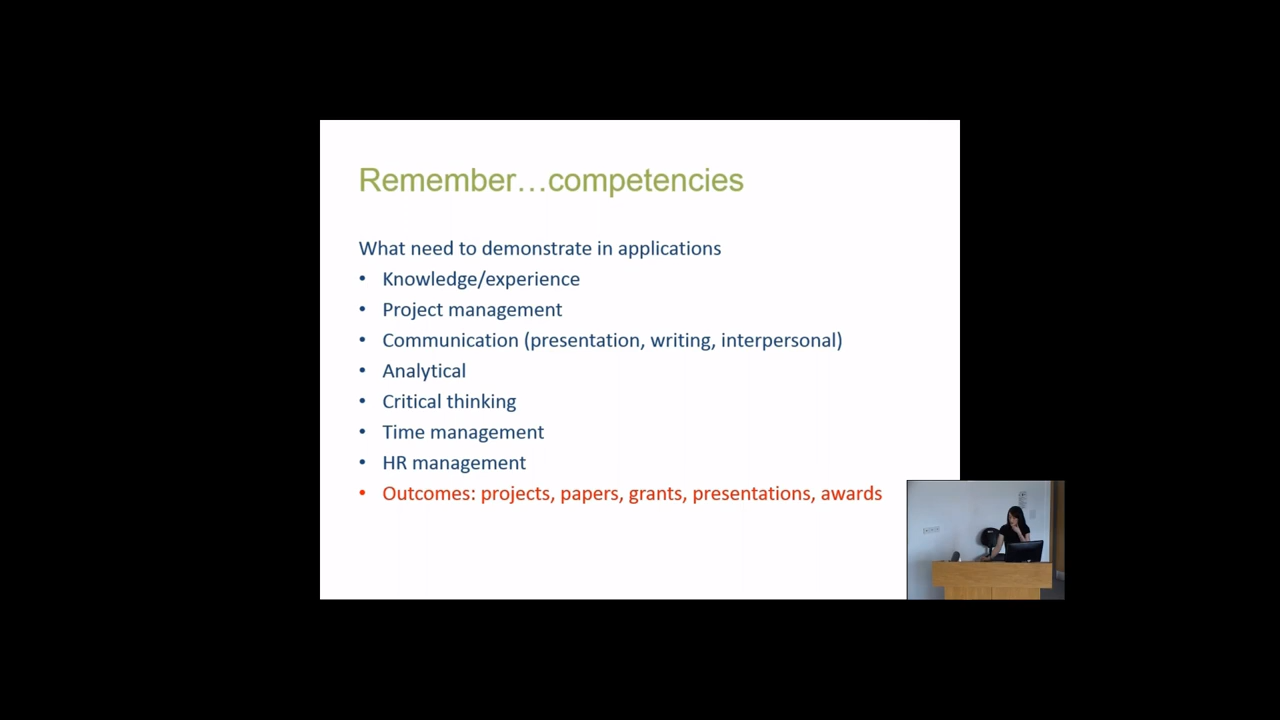 Remember…competencies
What need to demonstrate in applications
• Knowledge/experience
• Project management
• Communication (presentation, writing, interpersonal)
• Analytical
• Critical thinking
• Time management
• HR management
• Outcomes: projects, papers, grants, presentations, awards